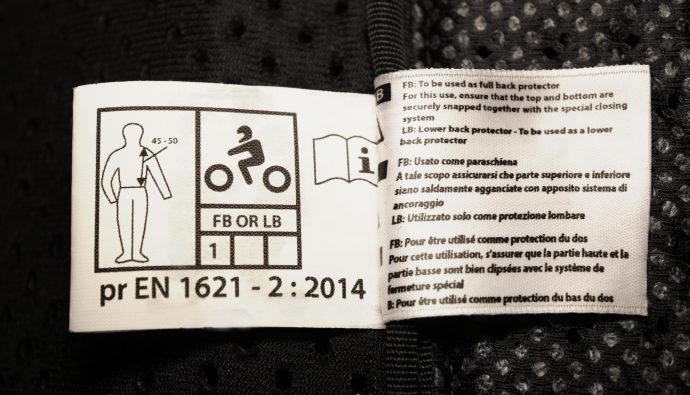 45 - 50
FB OR LB
1
pr EN 1621 - 2 : 2014
i
B
FB: To be used as full back protector
For this use, ensure that the top and bottom are
securely snapped together with the special closing
system
LB: Lower back protector - To be used as a lower
back protector
FB: Usato come paraschiena
A tale scopo assicurarsi che parte superiore e inferiore
siano saldamente agganciate con apposito sistema di
ancoraggio
LB: Utilizzato solo come protezione lombare
FB: Pour être utilisé comme protection du dos
Pour cette utilisation, s'assurer que la partie haute et la
partie basse sont bien clipsées avec le système de
fermeture spécial
B: Pour être utilisé comme protection du bas du dos